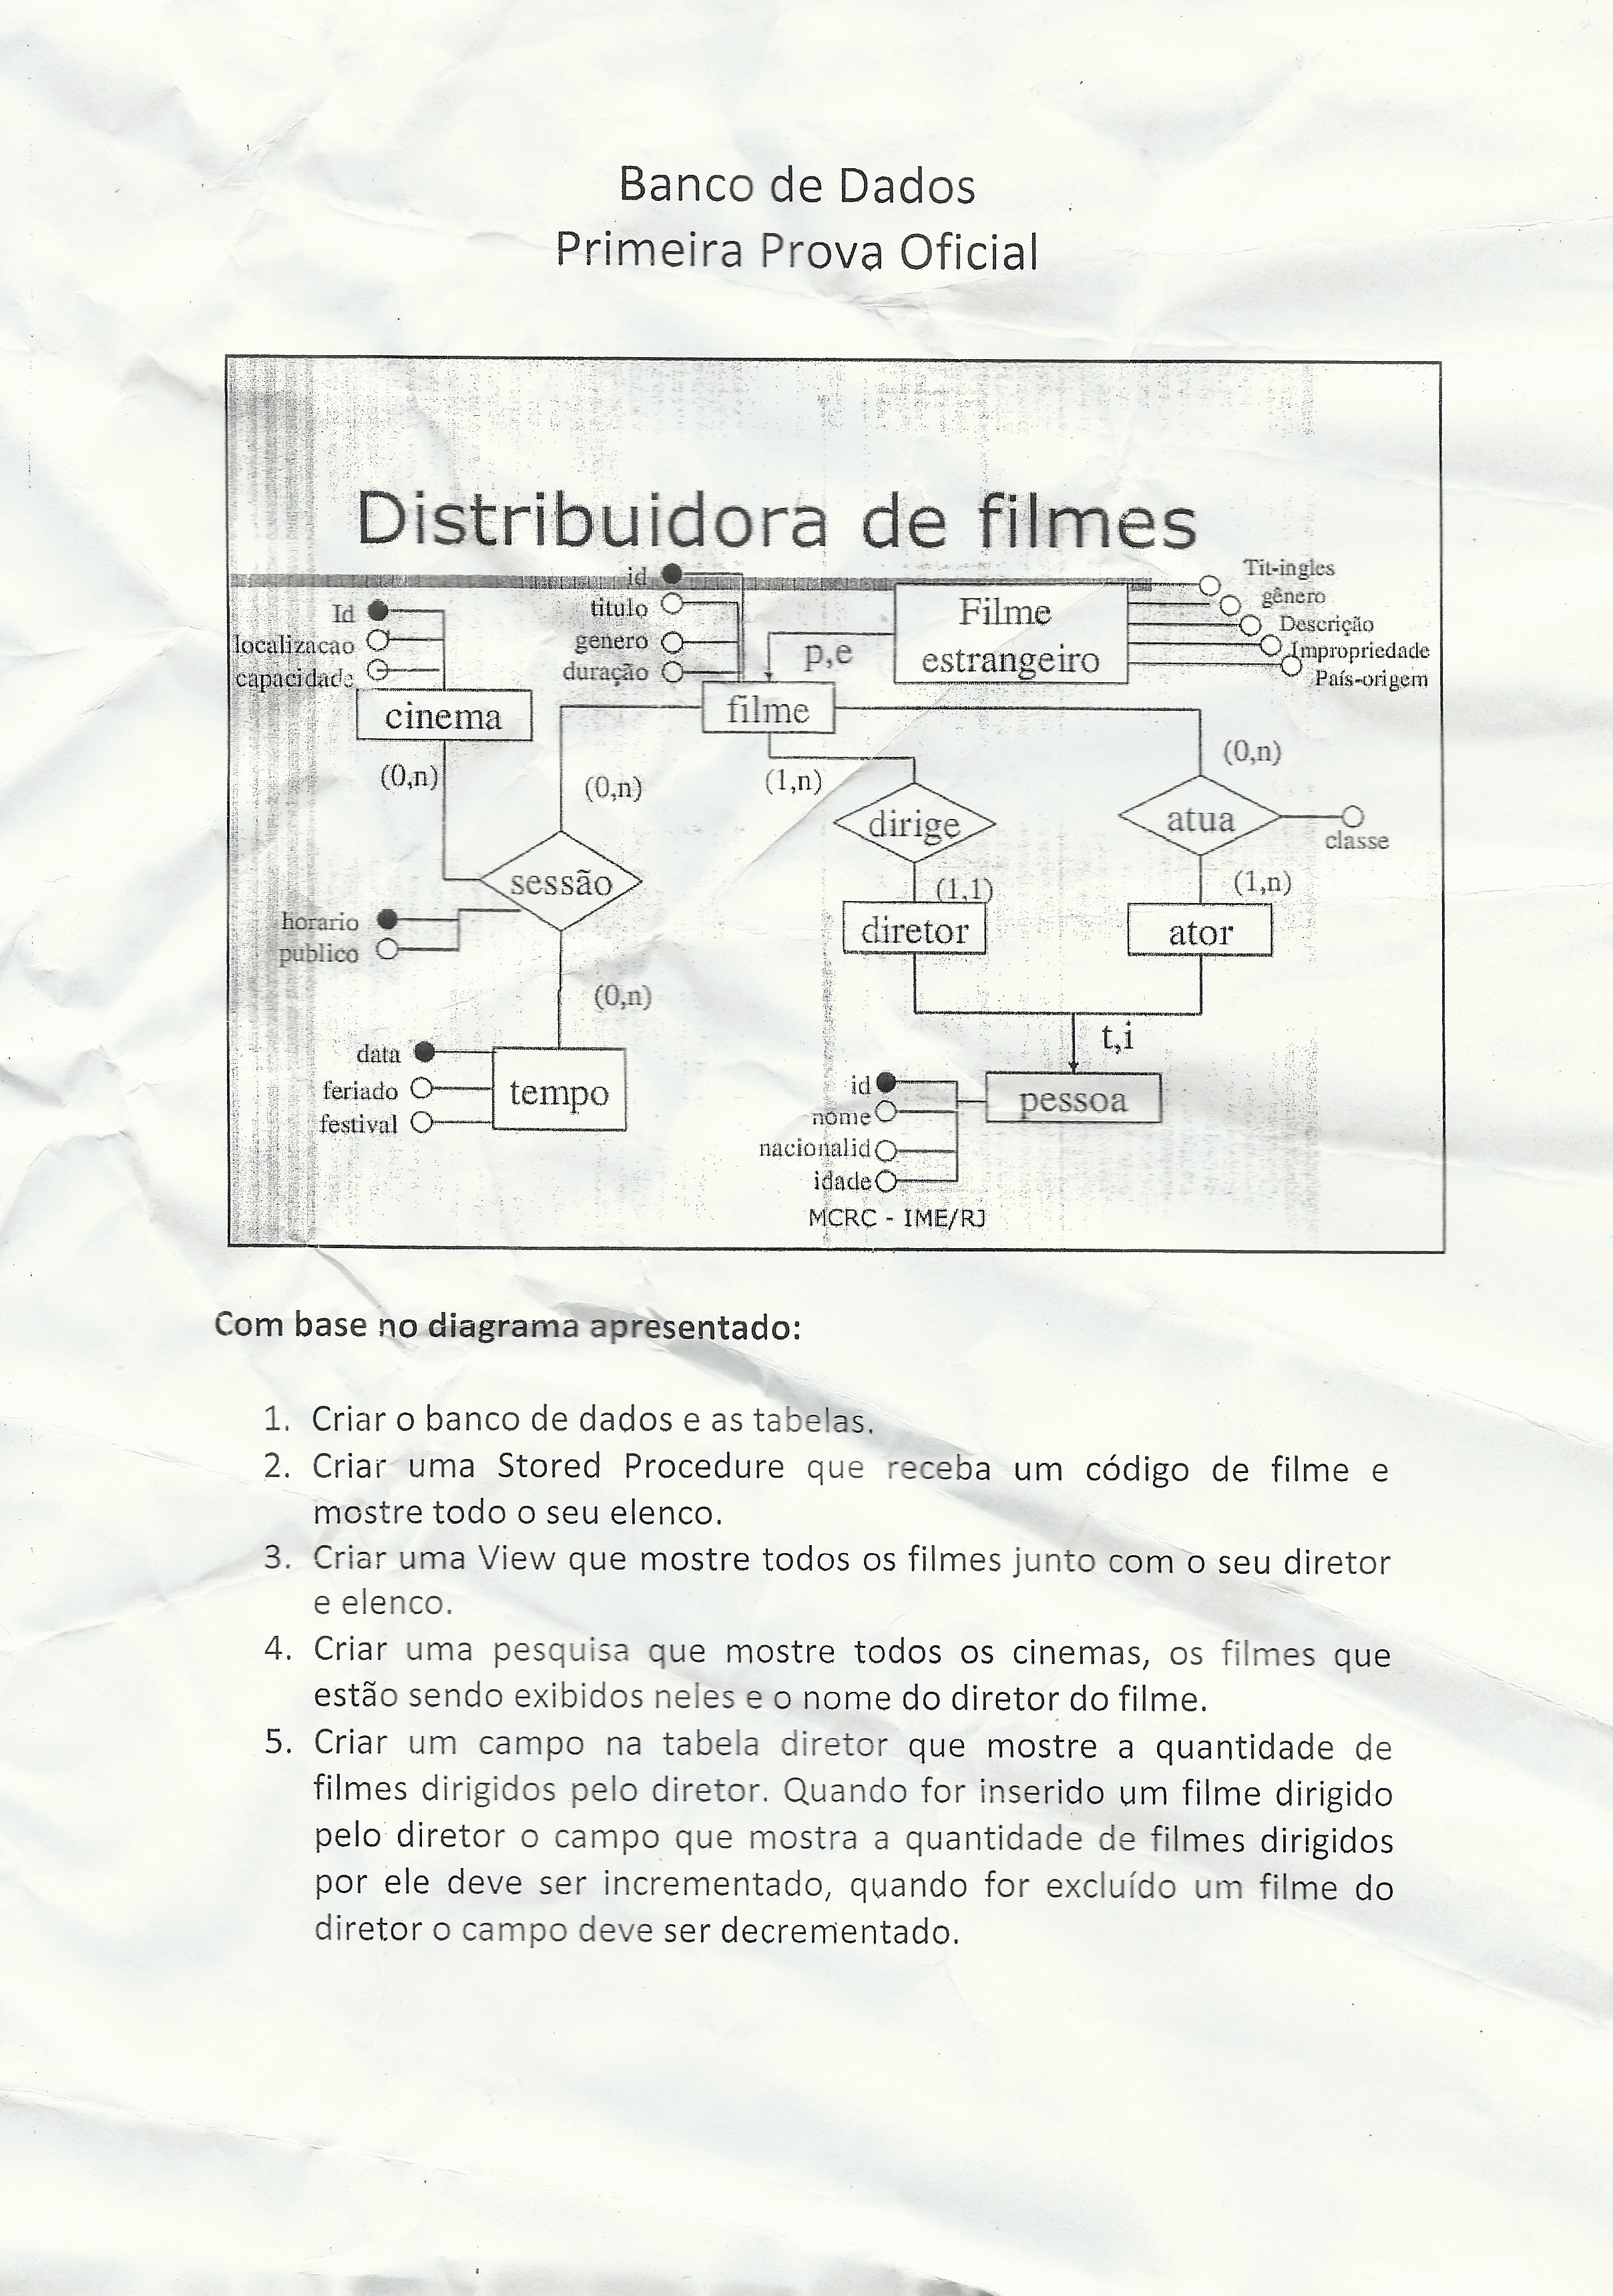 Banco de Dados
Primeira Prova Oficial
Distribuidora de filmes
id
titulo
genero
duração
Id
localizacao
capacidade
cinema
Filme
estrangeiro
Tit-ingles
gênero
Descrição
Impropriedade
País-origem
p,e
filme
(0,n)
(0,n)
(1,n)
(0,n)
dirige
atua
classe
sessão
(1,1)
(1,n)
horario
publico
diretor
ator
(0,n)
t,i
data
feriado
festival
tempo
id
nome
nacionalid
idade
pessoa
MCRC - IME/RJ
Com base no diagrama apresentado:
1. Criar o banco de dados e as tabelas.
2. Criar uma Stored Procedure que receba um código de filme e
mostre todo o seu elenco.
3. Criar uma View que mostre todos os filmes junto com o seu diretor
e elenco.
4. Criar uma pesquisa que mostre todos os cinemas, os filmes que
estão sendo exibidos neles e o nome do diretor do filme.
5. Criar um campo na tabela diretor que mostre a quantidade de
filmes dirigidos pelo diretor. Quando for inserido um filme dirigido
pelo diretor o campo que mostra a quantidade de filmes dirigidos
por ele deve ser incrementado, quando for excluído um filme do
diretor o campo deve ser decrementado.